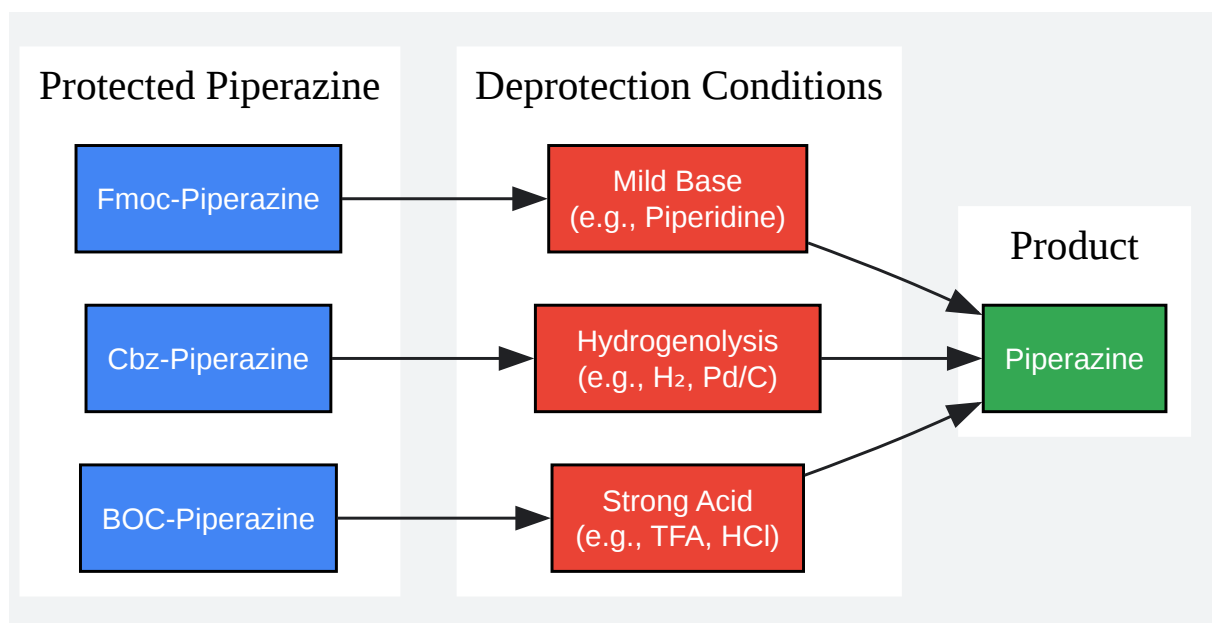 Protected Piperazine
Fmoc-Piperazine
Cbz-Piperazine
BOC-Piperazine
Deprotection Conditions
Mild Base
(e.g., Piperidine)
Hydrogenolysis
(e.g., H₂, Pd/C)
Strong Acid
(e.g., TFA, HCl)
Product
Piperazine